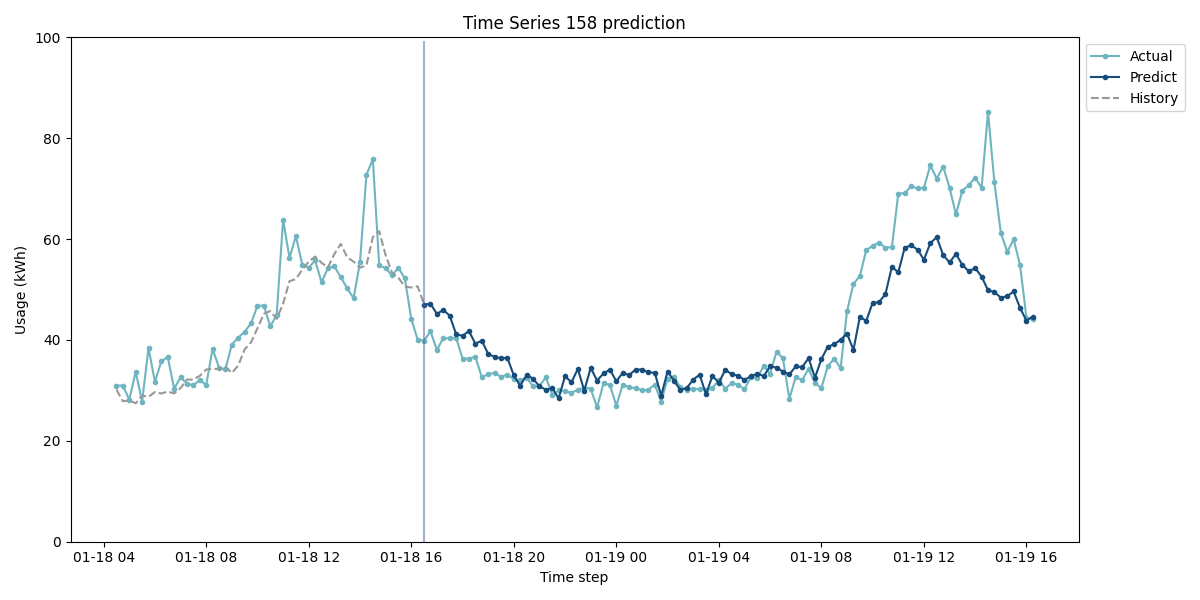 Time Series 158 prediction
100
80
60
40
20
0
Usage (kWh)
01-18 04 01-18 08 01-18 12 01-18 16 01-18 20 01-19 00 01-19 04 01-19 08 01-19 12 01-19 16
Time step
Actual
Predict
History